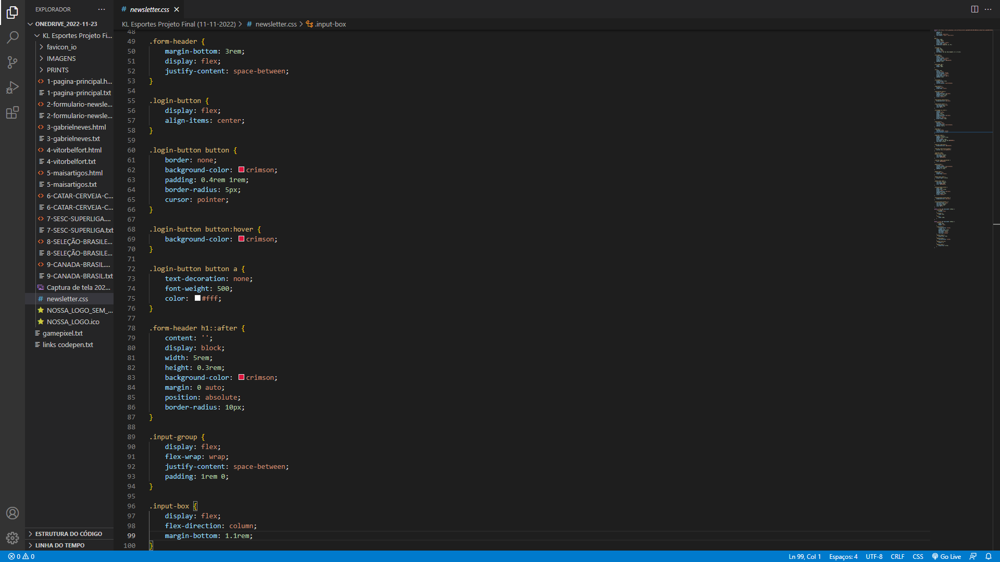 EXPLORADOR
ONEDRIVE_2022-11-23
KL Esportes Projeto Fi...
favicon_io
IMAGENS
PRINTS
1-pagina-principal.h...
1-pagina-principal.txt
2-formulario-newsle...
2-formulario-newsle...
3-gabrielneves.html
3-gabrielneves.txt
4-vitorbelfort.html
4-vitorbelfort.txt
5-maisartigos.html
5-maisartigos.txt
6-CATAR-CERVEJA-C...
6-CATAR-CERVEJA-C...
7-SESC-SUPERLIGA....
7-SESC-SUPERLIGA.txt
8-SELEÇÃO-BRASILE...
8-SELEÇÃO-BRASILE...
9-CANADA-BRASIL....
9-CANADA-BRASIL.txt
Captura de tela 202...
newsletter.css
NOSSA_LOGO_SEM_...
NOSSA_LOGO.ico
gamepixel.txt
links codepen.txt
ESTRUTURA DO CÓDIGO
LINHA DO TEMPO
newsletter.css
KL Esportes Projeto Final (11-11-2022) > newsletter.css > .input-box
48
49 .form-header {
50 margin-bottom: 3rem;
51 display: flex;
52 justify-content: space-between;
53 }
54
55 .login-button {
56 display: flex;
57 align-items: center;
58 }
59
60 .login-button button {
61 border: none;
62 background-color: crimson;
63 padding: 0.4rem 1rem;
64 border-radius: 5px;
65 cursor: pointer;
66 }
67
68 .login-button button:hover {
69 background-color: crimson;
70 }
71
72 .login-button button a {
73 text-decoration: none;
74 font-weight: 500;
75 color: #fff;
76 }
77
78 .form-header h1::after {
79 content: '';
80 display: block;
81 width: 5rem;
82 height: 0.3rem;
83 background-color: crimson;
84 margin: 0 auto;
85 position: absolute;
86 border-radius: 10px;
87 }
88
89 .input-group {
90 display: flex;
91 flex-wrap: wrap;
92 justify-content: space-between;
93 padding: 1rem 0;
94 }
95
96 .input-box {
97 display: flex;
98 flex-direction: column;
99 margin-bottom: 1.1rem;
100 }
0 0
Ln 99, Col 1 Espaços: 4 UTF-8 CRLF CSS Go Live